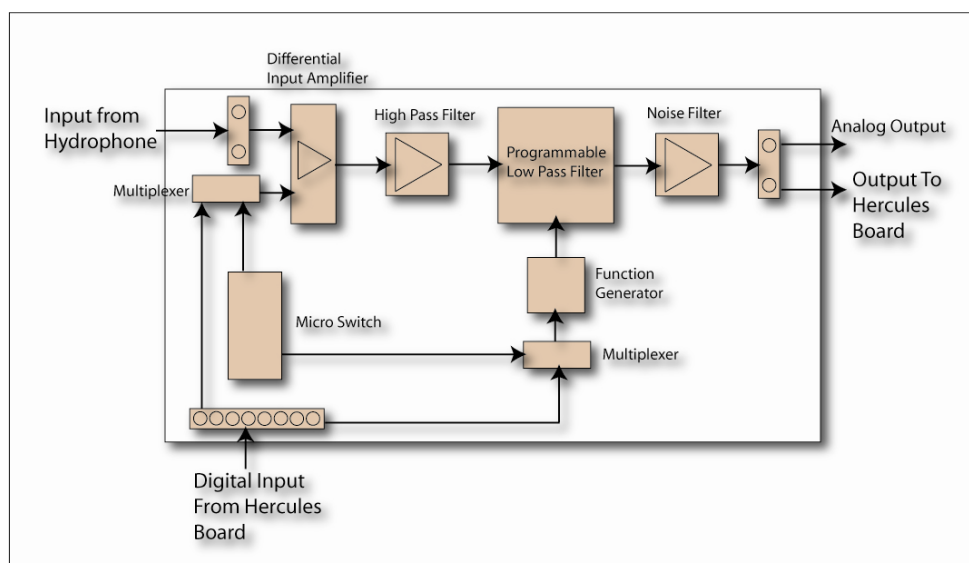 Differential
Input Amplifier
Input from
Hydrophone
High Pass Filter
Noise Filter
Analog Output
Programmable
Low Pass Filter
Multiplexer
Output To
Hercules
Board
Function
Generator
Micro Switch
Multiplexer
Digital Input
From Hercules
Board